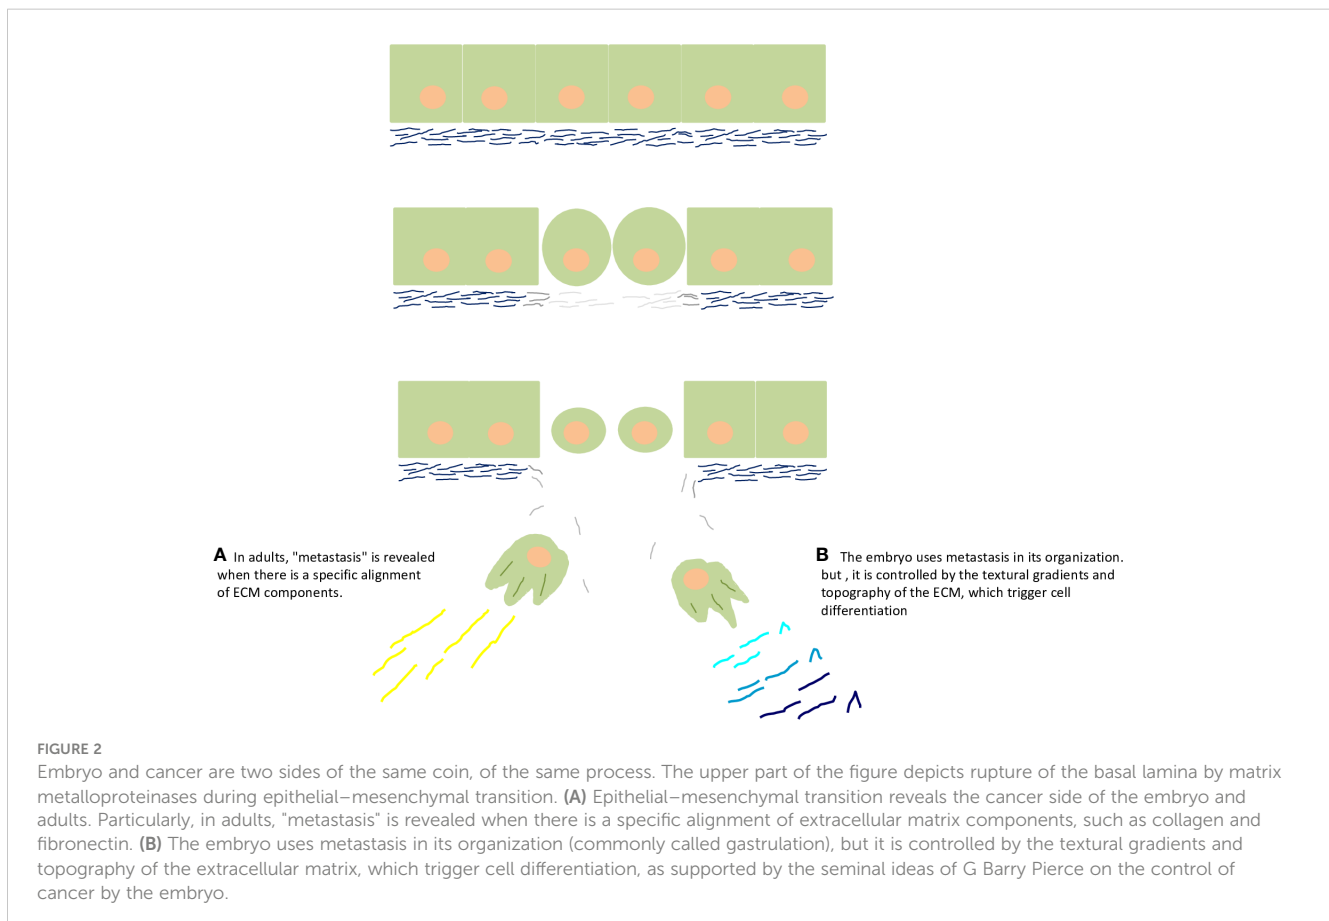 A In adults, "metastasis" is revealed
when there is a specific alignment
of ECM components.
B The embryo uses metastasis in its organization.
but , it is controlled by the textural gradients and
topography of the ECM, which trigger cell
differentiation
FIGURE 2
Embryo and cancer are two sides of the same coin, of the same process. The upper part of the figure depicts rupture of the basal lamina by matrix
metalloproteinases during epithelial–mesenchymal transition. (A) Epithelial–mesenchymal transition reveals the cancer side of the embryo and
adults. Particularly, in adults, "metastasis" is revealed when there is a specific alignment of extracellular matrix components, such as collagen and
fibronectin. (B) The embryo uses metastasis in its organization (commonly called gastrulation), but it is controlled by the textural gradients and
topography of the extracellular matrix, which trigger cell differentiation, as supported by the seminal ideas of G Barry Pierce on the control of
cancer by the embryo.